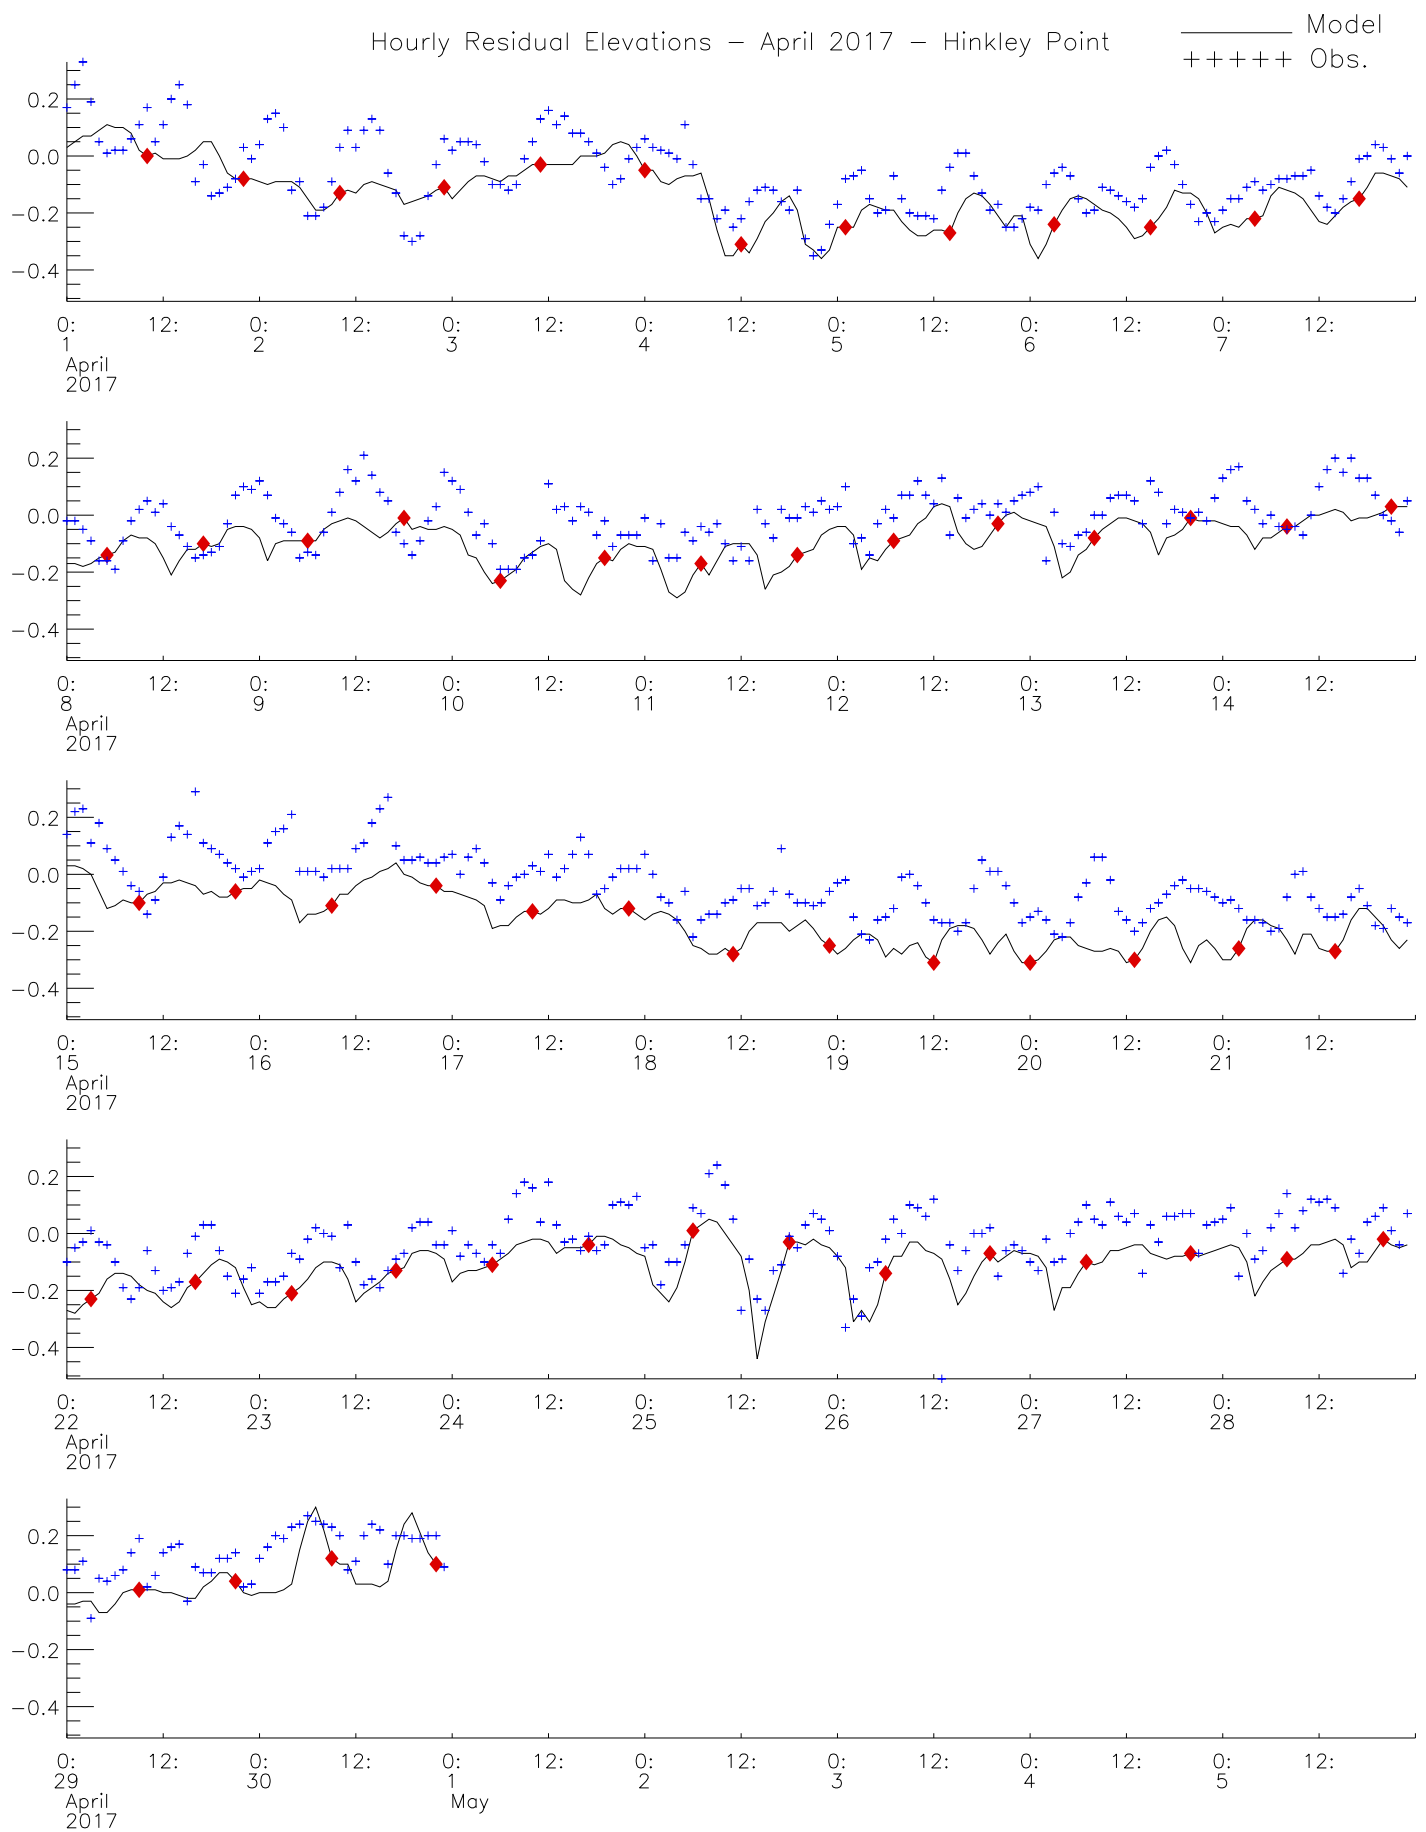 Hourly Residual Elevations - April 2017 - Hinkley Point
Model
+++++ Obs.
0.2
0.0
-0.2
-0.4
0: 12: 0: 12: 0: 12: 0: 12: 0: 12: 0: 12: 0: 12:
1 2 3 4 5 6 7
April
2017
0.2
0.0
-0.2
-0.4
0: 12: 0: 12: 0: 12: 0: 12: 0: 12: 0: 12: 0: 12:
8 9 10 11 12 13 14
April
2017
0.2
0.0
-0.2
-0.4
0: 12: 0: 12: 0: 12: 0: 12: 0: 12: 0: 12: 0: 12:
15 16 17 18 19 20 21
April
2017
0.2
0.0
-0.2
-0.4
0: 12: 0: 12: 0: 12: 0: 12: 0: 12: 0: 12: 0: 12:
22 23 24 25 26 27 28
April
2017
0.2
0.0
-0.2
-0.4
0: 12: 0: 12: 0: 12: 0: 12: 0: 12: 0: 12: 0: 12:
29 30 1 2 3 4 5
April May
2017